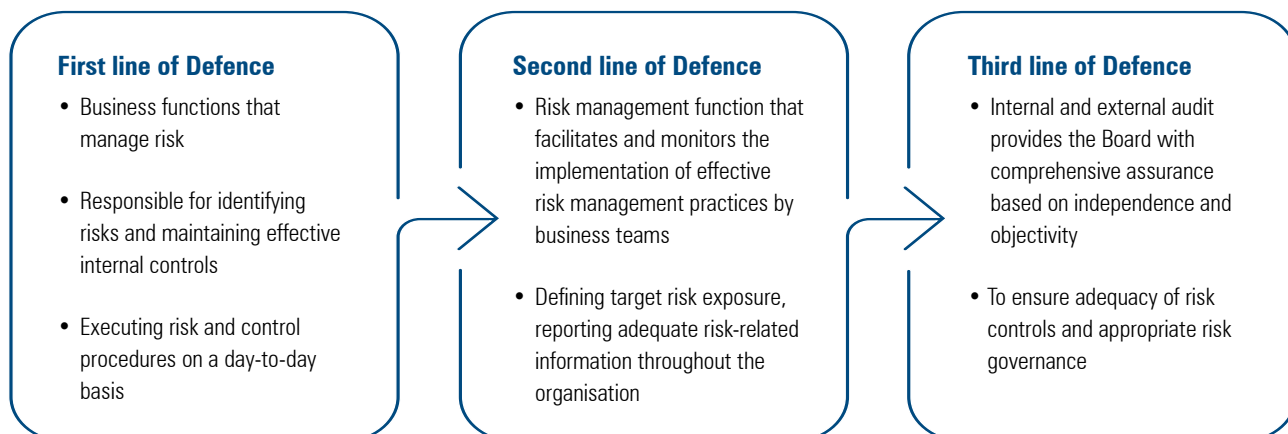 First line of Defence
• Business functions that
manage risk
• Responsible for identifying
risks and maintaining effective
internal controls
• Executing risk and control
procedures on a day-to-day
basis
Second line of Defence
• Risk management function that
facilitates and monitors the
implementation of effective
risk management practices by
business teams
• Defining target risk exposure,
reporting adequate risk-related
information throughout the
organisation
Third line of Defence
• Internal and external audit
provides the Board with
comprehensive assurance
based on independence and
objectivity
• To ensure adequacy of risk
controls and appropriate risk
governance